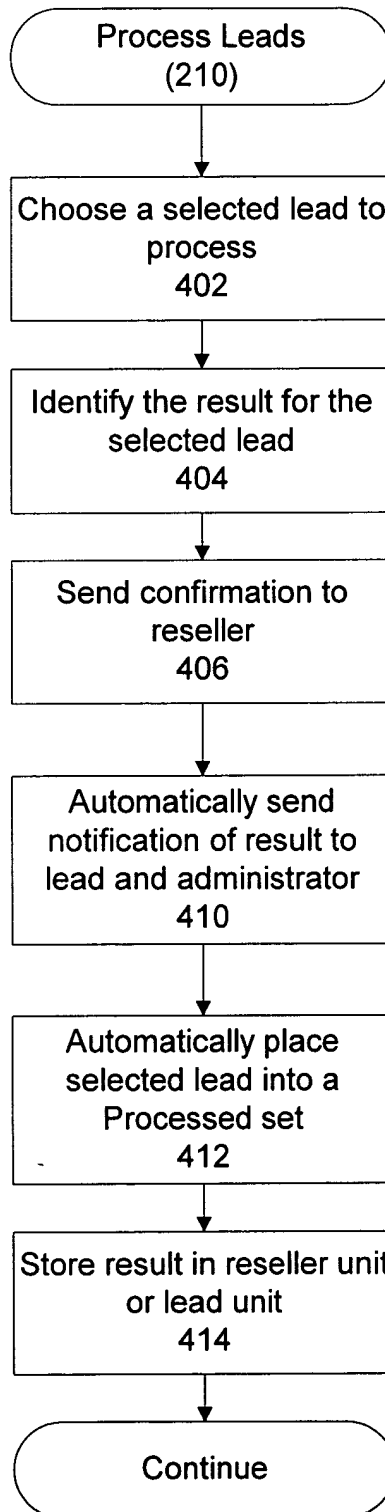 Process Leads
(210)
Choose a selected lead to
process
402
Identify the result for the
selected lead
404
Send confirmation to
reseller
406
Automatically send
notification of result to
lead and administrator
410
Automatically place
selected lead into a
Processed set
412
Store result in reseller unit
or lead unit
414
Continue